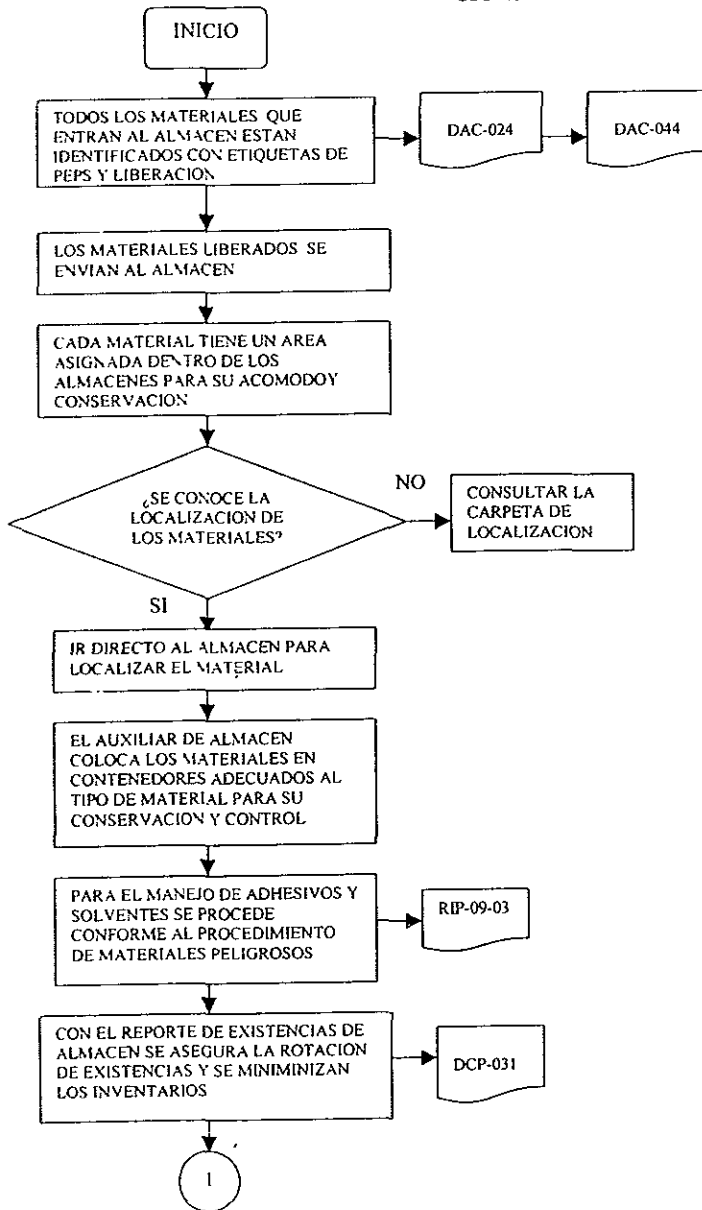 INICIO
TODOS LOS MATERIALES QUE
ENTRAN AL ALMACEN ESTAN
IDENTIFICADOS CON ETIQUETAS DE
PEPS Y LIBERACION
DAC-024
DAC-044
LOS MATERIALES LIBERADOS SE
ENVIAN AL ALMACEN
CADA MATERIAL TIENE UN AREA
ASIGNADA DENTRO DE LOS
ALMACENES PARA SU ACOMODOY
CONSERVACION
¿SE CONOCE LA
LOCALIZACION DE
LOS MATERIALES?
NO
CONSULTAR LA
CARPETA DE
LOCALIZACION
SI
IR DIRECTO AL ALMACEN PARA
LOCALIZAR EL MATERIAL
EL AUXILIAR DE ALMACEN
COLOCA LOS MATERIALES EN
CONTENEDORES ADECUADOS AL
TIPO DE MATERIAL PARA SU
CONSERVACION Y CONTROL
PARA EL MANEJO DE ADHESIVOS Y
SOLVENTES SE PROCEDE
CONFORME AL PROCEDIMIENTO
DE MATERIALES PELIGROSOS
RIP-09-03
CON EL REPORTE DE EXISTENCIAS DE
ALMACEN SE ASEGURA LA ROTACION
DE EXISTENCIAS Y SE MINIMINIZAN
LOS INVENTARIOS
DCP-031
1